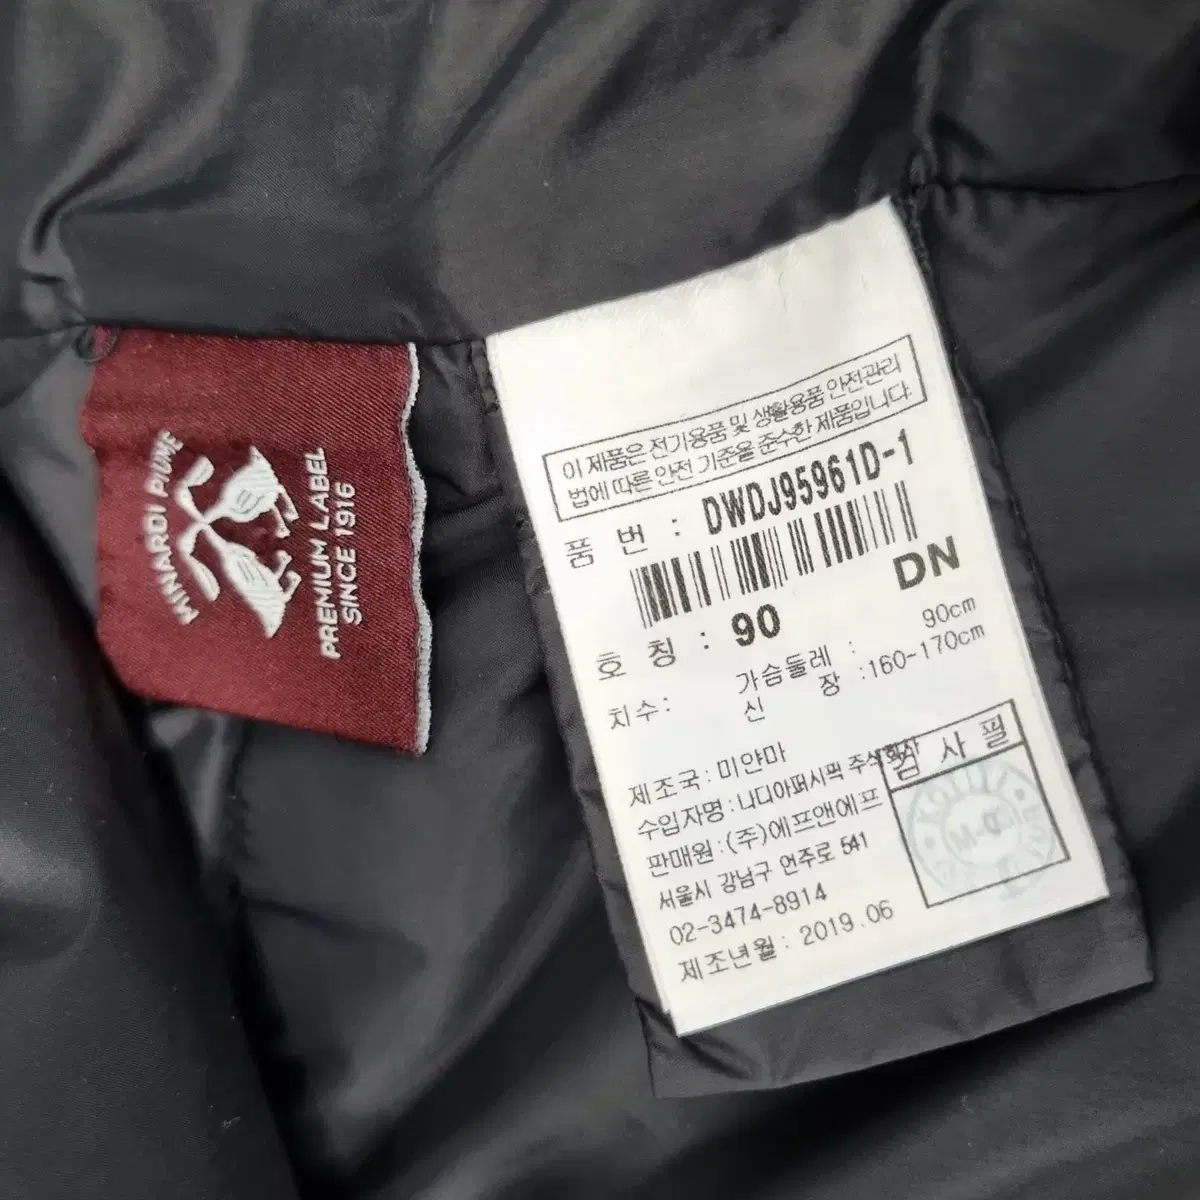 MINARDI PIUME
PREMIUM LABEL
SINCE 1916
이 제품은 전기용품 및 생활용품 안전관리
법에 따른 안전 기준을 준수한 제품입니다.
품 번 : DWDJ95961D-1
DN
호 칭 : 90
치수: 가슴둘레 : 90cm
신 장 :160-170cm
제조국:미얀마
수입자명:나디아퍼시픽 주식회사
판매원:(주)에프앤에프
서울시 강남구 언주로 541
02-3474-8914
제조년월: 2019.06
검 사 필